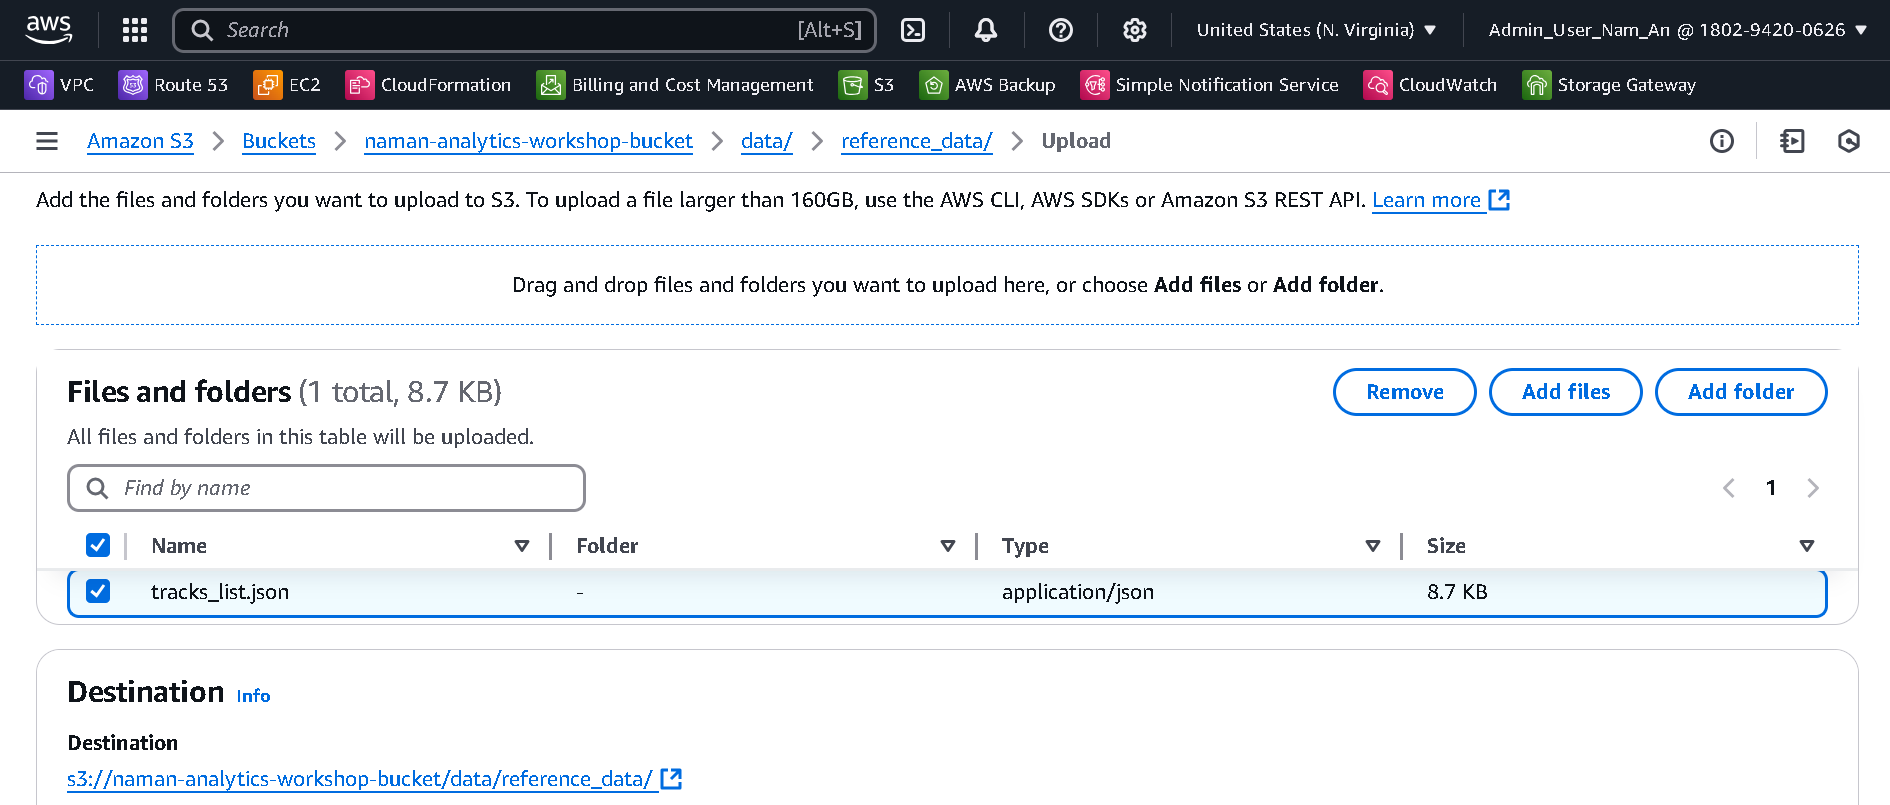 aws
Search [Alt+S] United States (N. Virginia) Admin_User_Nam_An @ 1802-9420-0626
VPC Route 53 EC2 CloudFormation Billing and Cost Management S3 AWS Backup Simple Notification Service CloudWatch Storage Gateway
Amazon S3 Buckets naman-analytics-workshop-bucket data/ reference_data/ Upload
Add the files and folders you want to upload to S3. To upload a file larger than 160GB, use the AWS CLI, AWS SDKs or Amazon S3 REST API. Learn more
Drag and drop files and folders you want to upload here, or choose Add files or Add folder.
Files and folders (1 total, 8.7 KB) Remove Add files Add folder
All files and folders in this table will be uploaded.
Find by name 1
Name Folder Type Size
tracks_list.json - application/json 8.7 KB
Destination Info
Destination
s3://naman-analytics-workshop-bucket/data/reference_data/